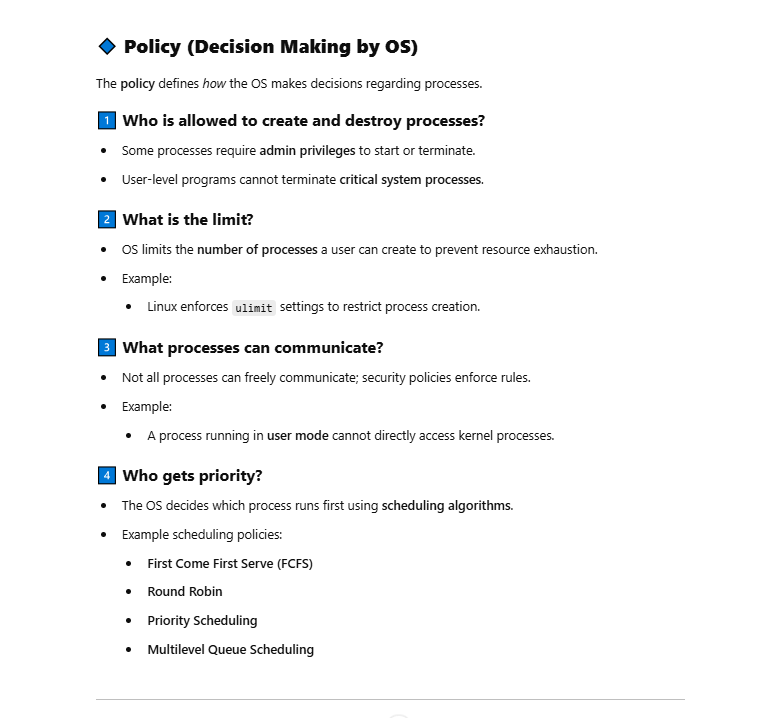 Policy (Decision Making by OS)
The policy defines how the OS makes decisions regarding processes.
1 Who is allowed to create and destroy processes?
• Some processes require admin privileges to start or terminate.
• User-level programs cannot terminate critical system processes.
2 What is the limit?
• OS limits the number of processes a user can create to prevent resource exhaustion.
• Example:
• Linux enforces ulimit settings to restrict process creation.
3 What processes can communicate?
• Not all processes can freely communicate; security policies enforce rules.
• Example:
• A process running in user mode cannot directly access kernel processes.
4 Who gets priority?
• The OS decides which process runs first using scheduling algorithms.
• Example scheduling policies:
• First Come First Serve (FCFS)
• Round Robin
• Priority Scheduling
• Multilevel Queue Scheduling